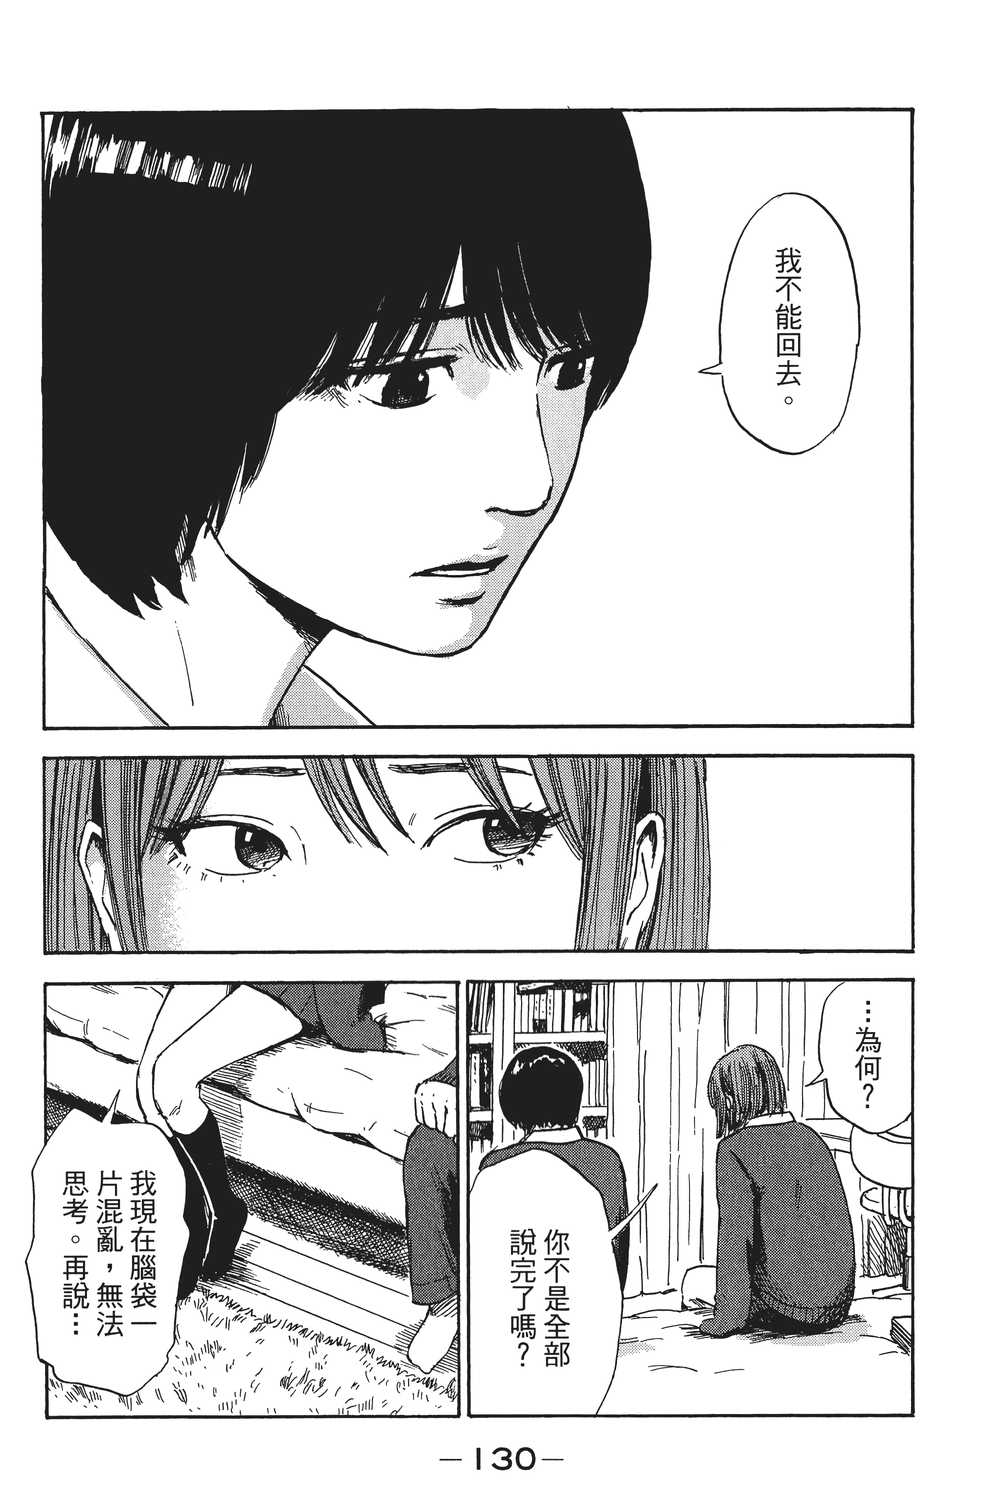 我不能回去。
…為何？
你不是全部
說完了嗎？
我現在腦袋一
片混亂，無法
思考。再說…
—130—